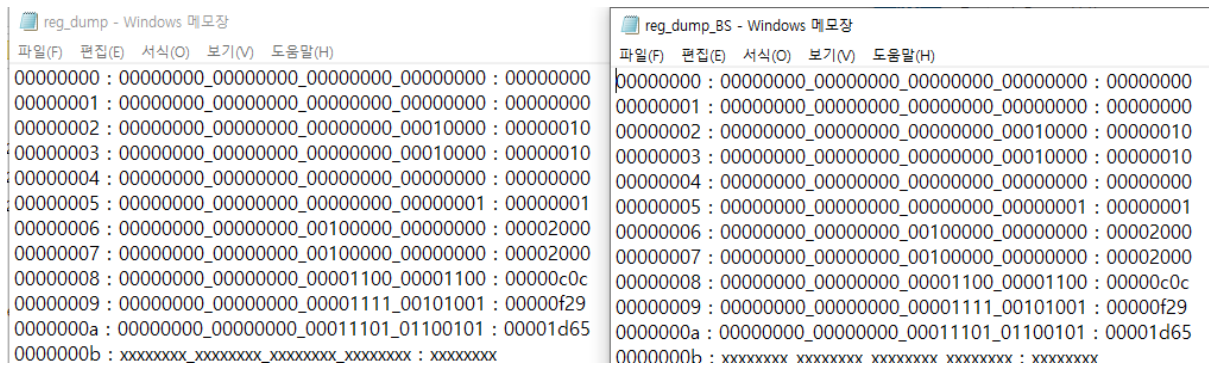 reg_dump - Windows 메모장
파일(F) 편집(E) 서식(O) 보기(V) 도움말(H)
00000000 : 00000000_00000000_00000000_00000000 : 00000000
00000001 : 00000000_00000000_00000000_00000000 : 00000000
00000002 : 00000000_00000000_00000000_00010000 : 00000010
00000003 : 00000000_00000000_00000000_00010000 : 00000010
00000004 : 00000000_00000000_00000000_00000000 : 00000000
00000005 : 00000000_00000000_00000000_00000001 : 00000001
00000006 : 00000000_00000000_00100000_00000000 : 00002000
00000007 : 00000000_00000000_00100000_00000000 : 00002000
00000008 : 00000000_00000000_00001100_00001100 : 00000c0c
00000009 : 00000000_00000000_00001111_00101001 : 00000f29
0000000a : 00000000_00000000_00011101_01100101 : 00001d65
0000000b : xxxxxxxx_xxxxxxxx_xxxxxxxx_xxxxxxxx : xxxxxxxx
reg_dump_BS - Windows 메모장
파일(F) 편집(E) 서식(O) 보기(V) 도움말(H)
00000000 : 00000000_00000000_00000000_00000000 : 00000000
00000001 : 00000000_00000000_00000000_00000000 : 00000000
00000002 : 00000000_00000000_00000000_00010000 : 00000010
00000003 : 00000000_00000000_00000000_00010000 : 00000010
00000004 : 00000000_00000000_00000000_00000000 : 00000000
00000005 : 00000000_00000000_00000000_00000001 : 00000001
00000006 : 00000000_00000000_00100000_00000000 : 00002000
00000007 : 00000000_00000000_00100000_00000000 : 00002000
00000008 : 00000000_00000000_00001100_00001100 : 00000c0c
00000009 : 00000000_00000000_00001111_00101001 : 00000f29
0000000a : 00000000_00000000_00011101_01100101 : 00001d65
0000000b : xxxxxxxx_xxxxxxxx_xxxxxxxx_xxxxxxxx : xxxxxxxx